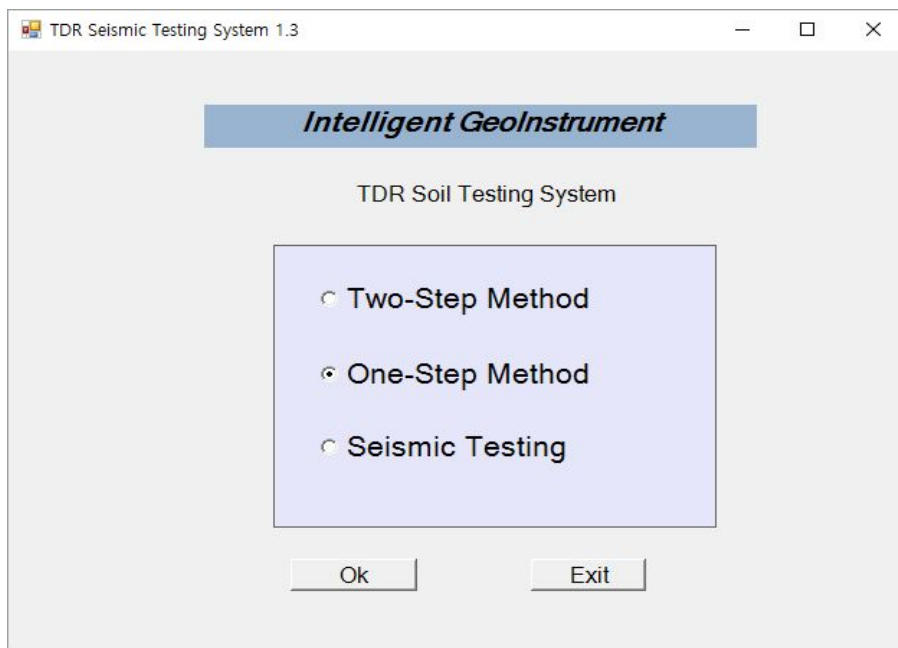 TDR Seismic Testing System 1.3
Intelligent GeoInstrument
TDR Soil Testing System
Two-Step Method
One-Step Method
Seismic Testing
Ok Exit